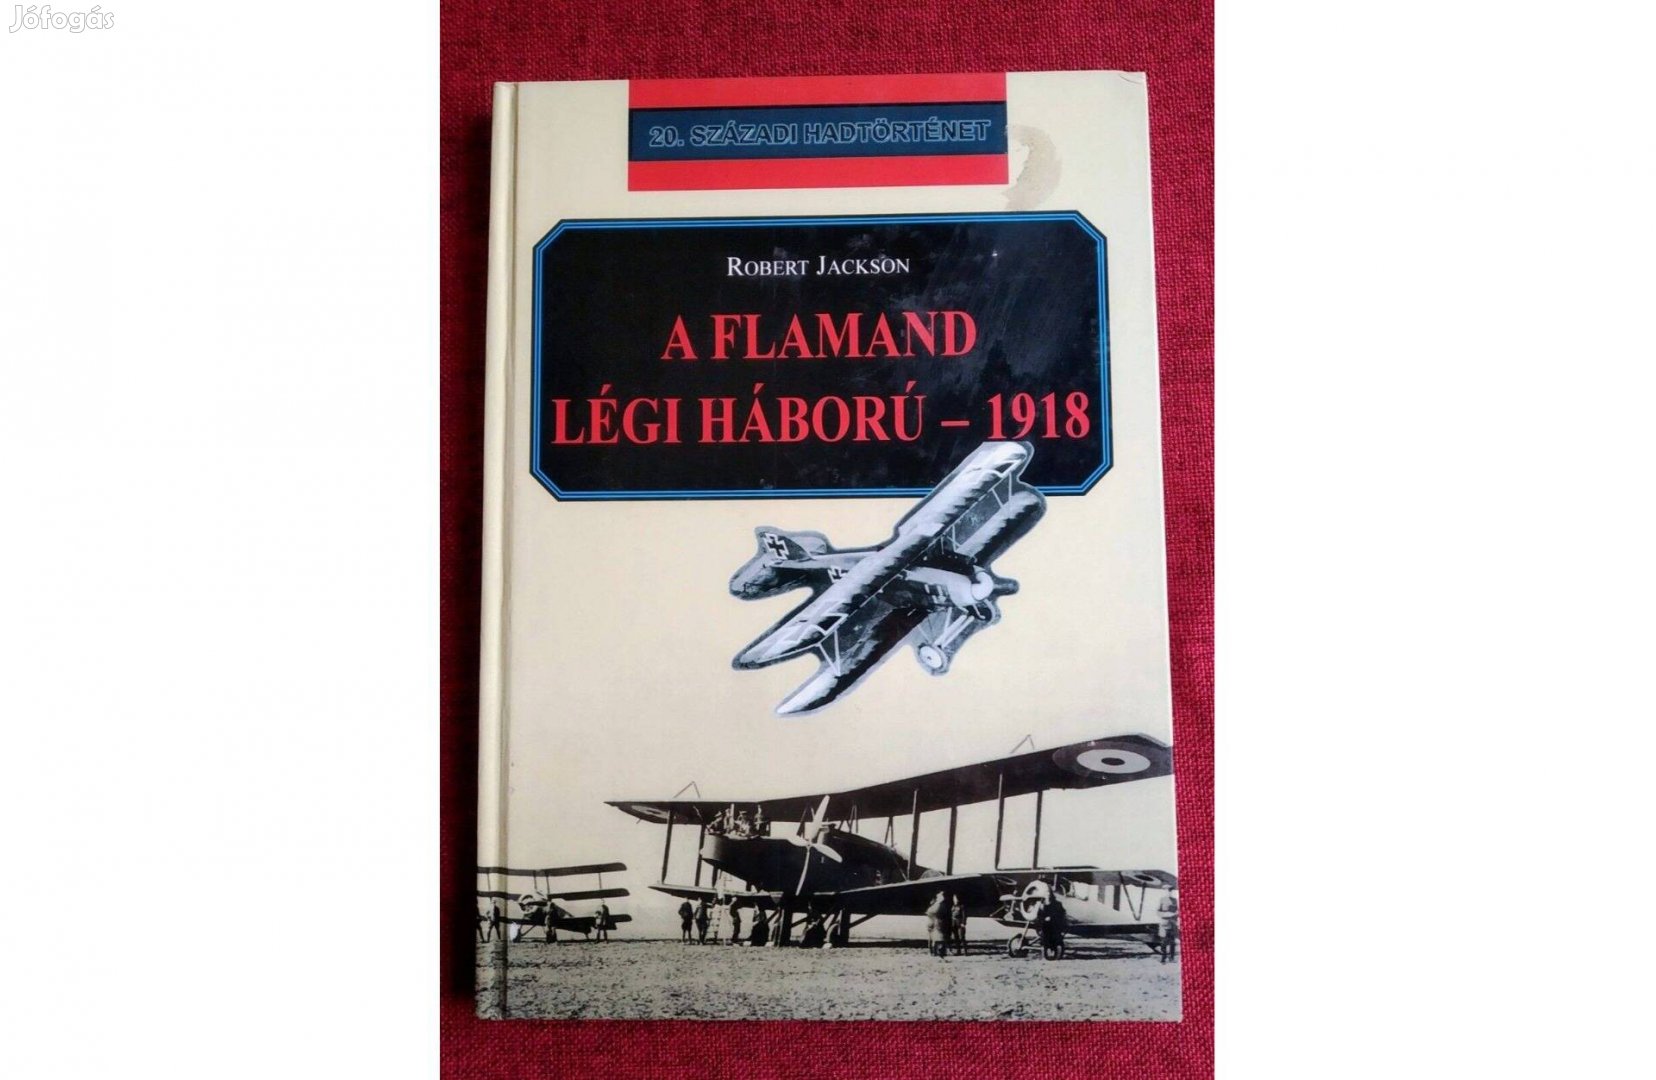 Jófogás
20. SZÁZADI HADTÖRTÉNET
ROBERT JACKSON
A FLAMAND
LÉGI HÁBORÚ – 1918